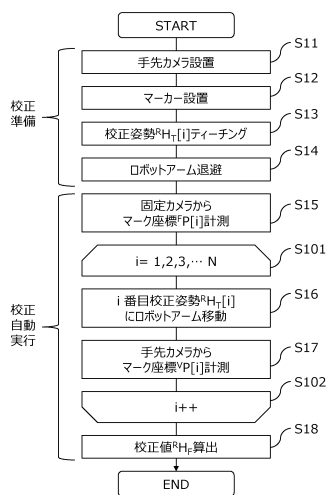 START
S11
手先カメラ設置
S12
マーカー設置
S13
校正姿勢ᴿHᴛ[i]ティーチング
S14
ロボットアーム退避
校正
準備
S15
固定カメラから
マーク座標ᶠP[i]計測
S101
i= 1,2,3,… N
S16
i 番目校正姿勢ᴿHᴛ[i]
にロボットアーム移動
S17
手先カメラから
マーク座標ⱽP[i]計測
S102
i++
S18
校正値ᴿHꜰ算出
校正
自動
実行
END